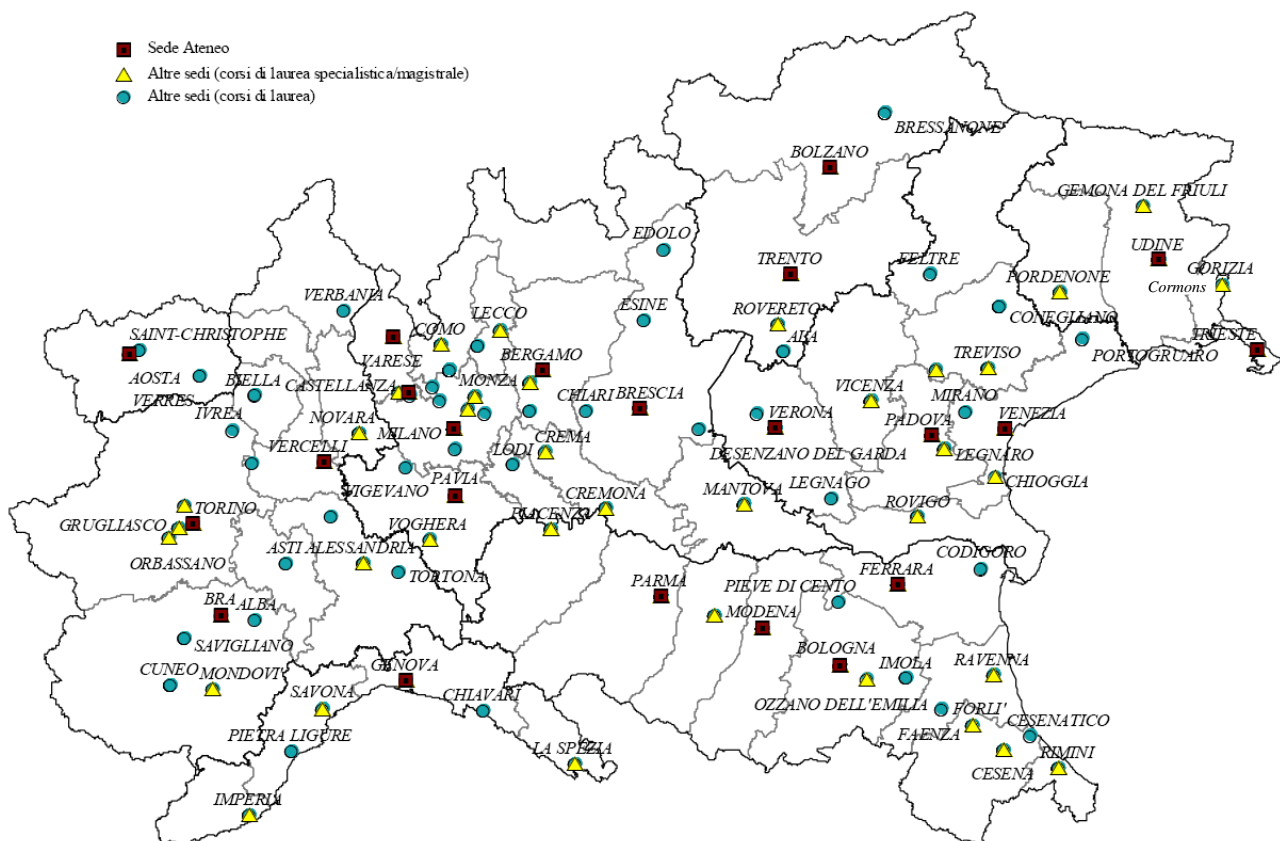 Sede Ateneo
Altre sedi (corsi di laurea specialistica/magistrale)
Altre sedi (corsi di laurea)
BRESSANONE
BOLZANO
GEMONA DEL FRIULI
EDOLO
UDINE
TRENTO
FELTRE
PORDENONE
GORIZIA
Cormons
VERBANIA
ESINE
ROVERETO
CONEGLIANO
SAINT-CHRISTOPHE
COMO
LECCO
ALA
TRIESTE
VARESE
BERGAMO
TREVISO
PORTOGRUARO
AOSTA
BIELLA
CASTELLANZA
MONZA
CHIARI
BRESCIA
VICENZA
MIRANO
VERRES
IVREA
NOVARA
MILANO
VERONA
PADOVA
VENEZIA
VERCELLI
LODI
CREMA
DESENZANO DEL GARDA
LEGNARO
PAVIA
VIGEVANO
CREMONA
MANTOVA
LEGNAGO
CHIOGGIA
TORINO
GRUGLIASCO
VOGHERA
PIACENZA
ROVIGO
ORBASSANO
ASTI
ALESSANDRIA
CODIGORO
TORTONA
FERRARA
PARMA
PIEVE DI CENTO
BRA
ALBA
MODENA
SAVIGLIANO
BOLOGNA
IMOLA
RAVENNA
CUNEO
MONDOVI'
GENOVA
SAVONA
CHIAVARI
OZZANO DELL'EMILIA
FORLI'
CESENATICO
PIETRA LIGURE
FAENZA
LA SPEZIA
RIMINI
CESENA
IMPERIA